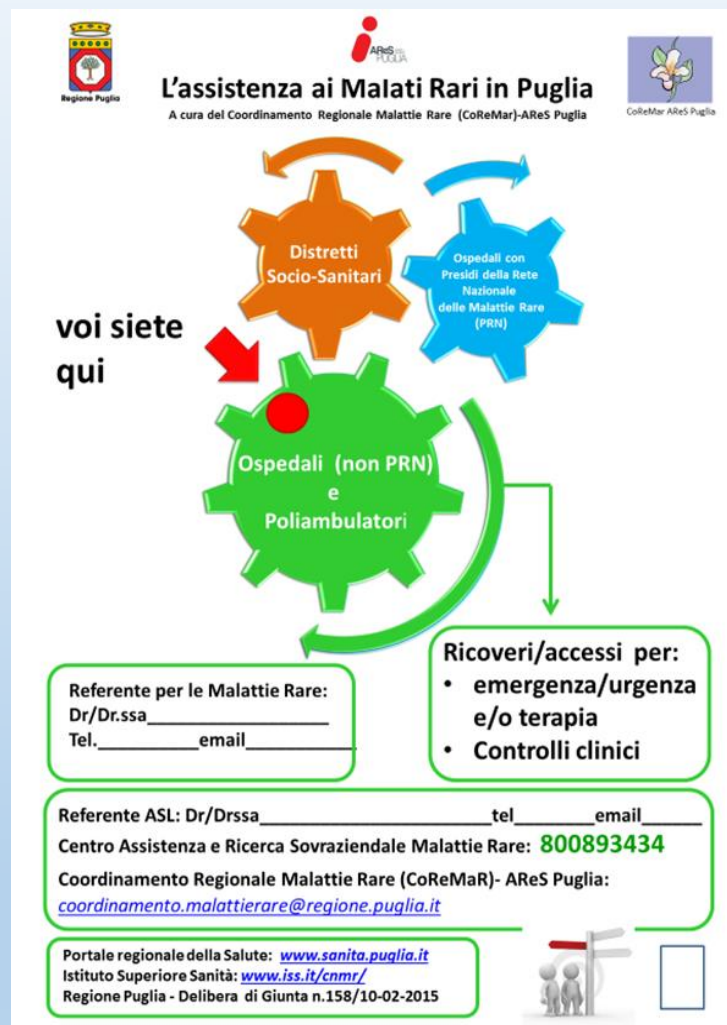 Regione Puglia
AReS
PUGLIA
L'assistenza ai Malati Rari in Puglia
A cura del Coordinamento Regionale Malattie Rare (CoReMar)-AReS Puglia
CoReMar AReS Puglia
Distretti
Socio-Sanitari
Ospedali con
Presidi della Rete
Nazionale
delle Malattie Rare
(PRN)
voi siete
qui
Ospedali (non PRN)
e
Poliambulatori
Ricoveri/accessi per:
• emergenza/urgenza
e/o terapia
• Controlli clinici
Referente per le Malattie Rare:
Dr/Dr.ssa___________________
Tel.__________email___________
Referente ASL: Dr/Drssa________________________tel________email______
Centro Assistenza e Ricerca Sovraziendale Malattie Rare: 800893434
Coordinamento Regionale Malattie Rare (CoReMaR)- AReS Puglia:
coordinamento.malattierare@regione.puglia.it
Portale regionale della Salute: www.sanita.puglia.it
Istituto Superiore Sanità: www.iss.it/cnmr/
Regione Puglia - Delibera di Giunta n.158/10-02-2015